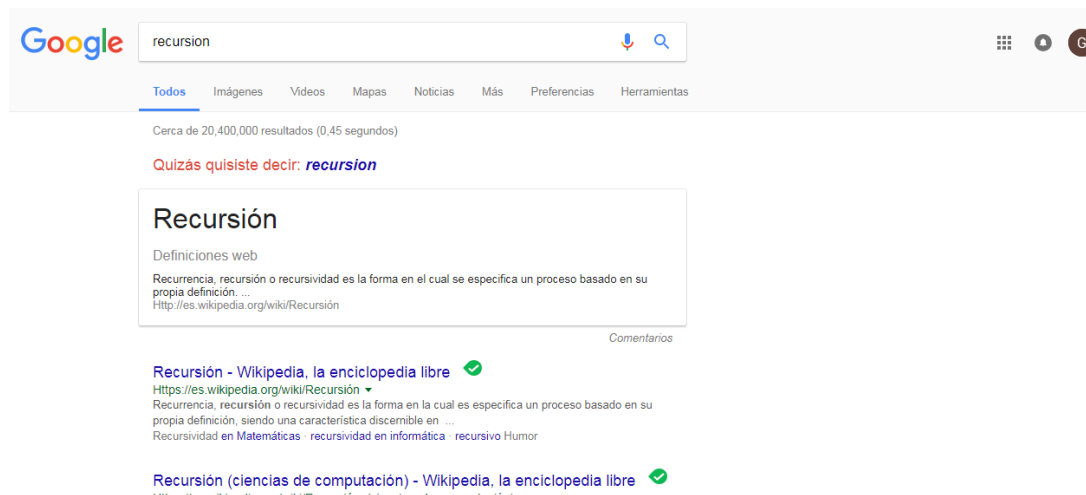 Google
recursion
G
Todos Imágenes Videos Mapas Noticias Más Preferencias Herramientas
Cerca de 20,400,000 resultados (0,45 segundos)
Quizás quisiste decir: recursion
Recursión
Definiciones web
Recurrencia, recursión o recursividad es la forma en el cual se especifica un proceso basado en su
propia definición. ...
Http://es.wikipedia.org/wiki/Recursión
Comentarios
Recursión - Wikipedia, la enciclopedia libre
Https://es.wikipedia.org/wiki/Recursión
Recurrencia, recursión o recursividad es la forma en la cual es especifica un proceso basado en su
propia definición, siendo una característica discernible en ...
Recursividad en Matemáticas · recursividad en informática · recursivo Humor
Recursión (ciencias de computación) - Wikipedia, la enciclopedia libre